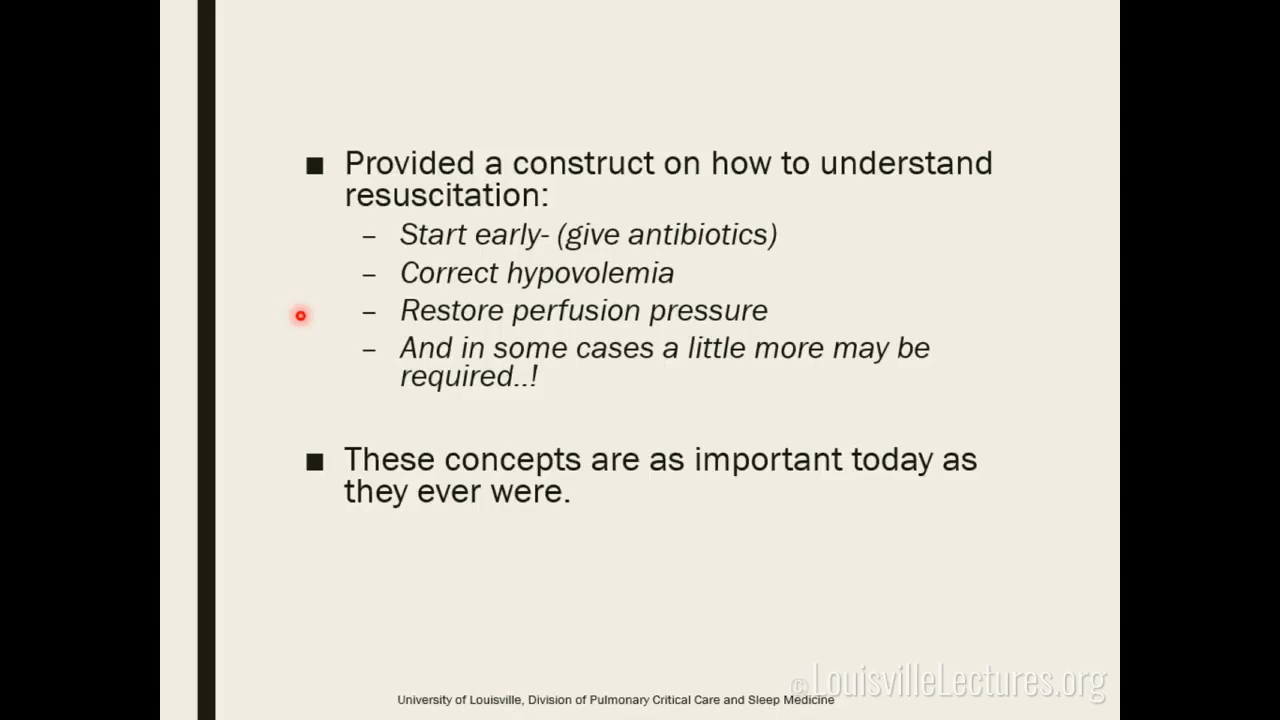 ■ Provided a construct on how to understand
resuscitation:
– Start early- (give antibiotics)
– Correct hypovolemia
– Restore perfusion pressure
– And in some cases a little more may be
required..!
■ These concepts are as important today as
they ever were.
©LouisvilleLectures.org
University of Louisville, Division of Pulmonary Critical Care and Sleep Medicine